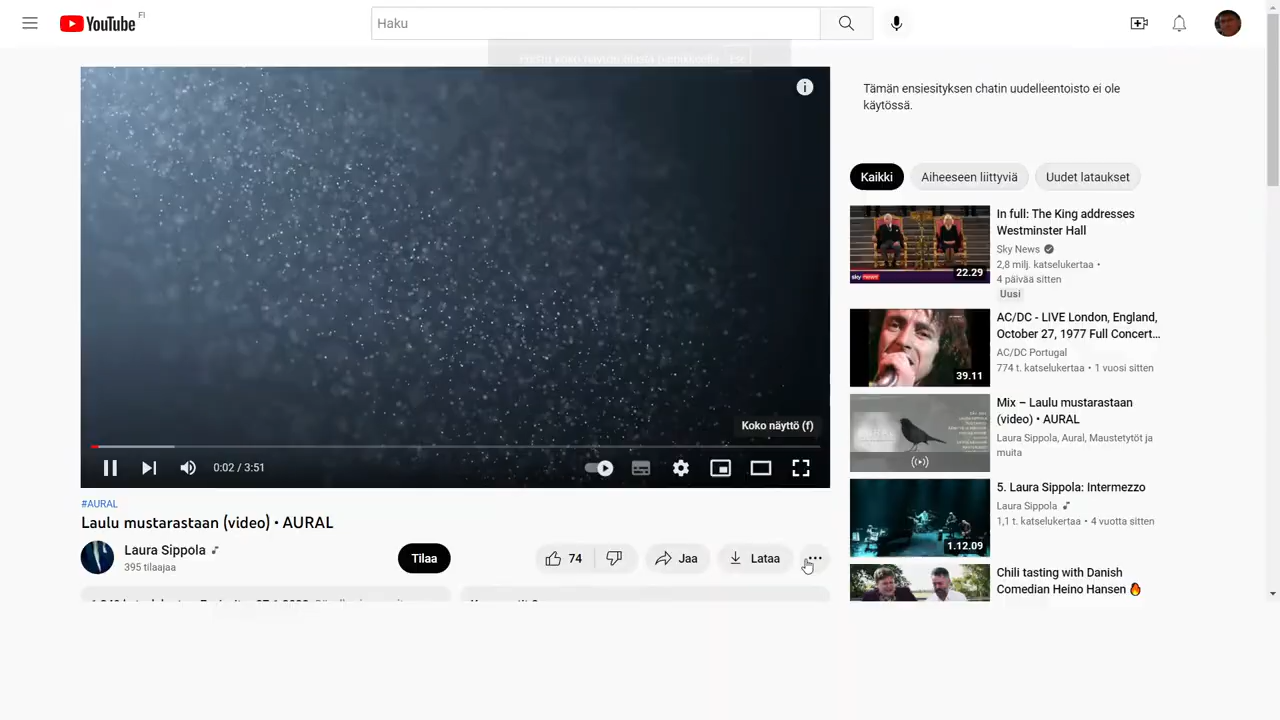 YouTube FI
Haku
Tämän ensiesityksen chatin uudelleentoisto ei ole
käytössä.
Kaikki
Aiheeseen liittyviä
Uudet lataukset
In full: The King addresses
Westminster Hall
Sky News
2,8 milj. katselukertaa •
4 päivää sitten
Uusi
sky news
22.29
AC/DC - LIVE London, England,
October 27, 1977 Full Concert...
AC/DC Portugal
774 t. katselukertaa • 1 vuosi sitten
39.11
Mix – Laulu mustarastaan
(video) • AURAL
Laura Sippola, Aural, Maustetytöt ja
muita
5. Laura Sippola: Intermezzo
Laura Sippola
1,1 t. katselukertaa • 4 vuotta sitten
1.12.09
Chili tasting with Danish
Comedian Heino Hansen 🔥
Koko näyttö (f)
0:02 / 3:51
#AURAL
Laulu mustarastaan (video) • AURAL
Laura Sippola
395 tilaajaa
Tilaa
74
Jaa
Lataa